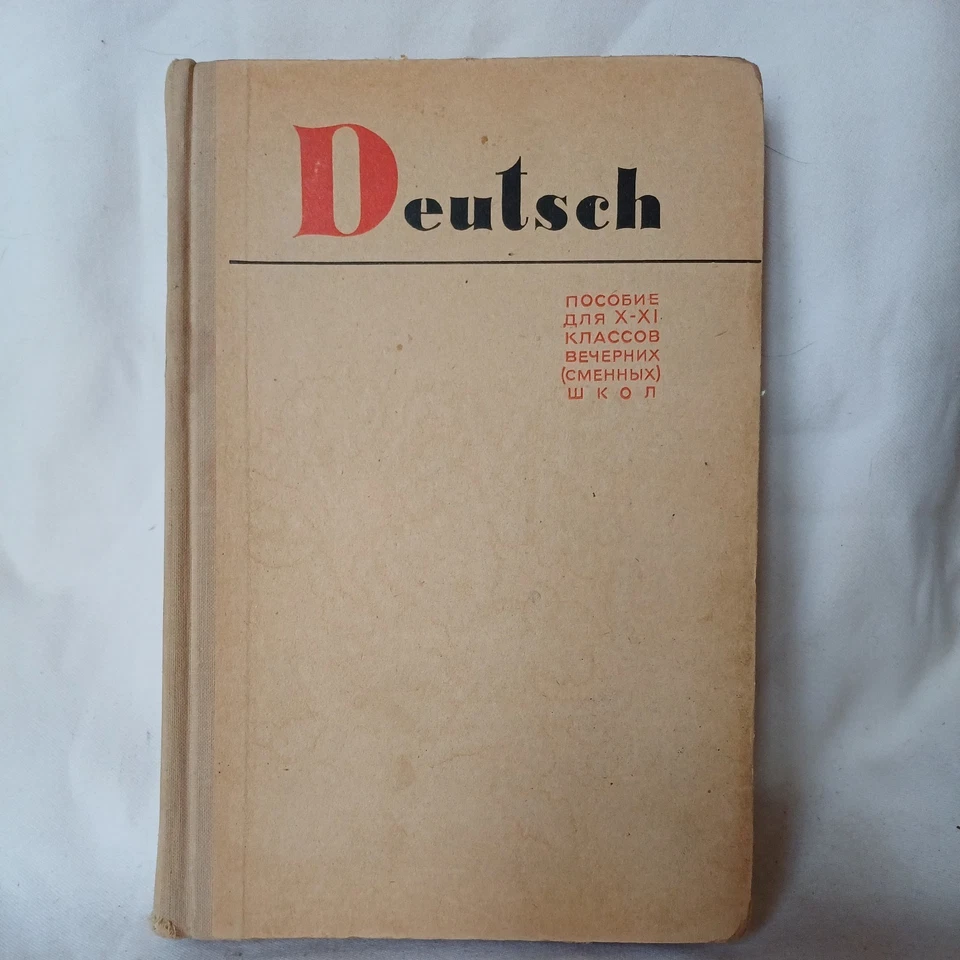 Deutsch
ПОСОБИЕ
ДЛЯ X-XI
КЛАССОВ
ВЕЧЕРНИХ
(СМЕННЫХ)
ШКОЛ